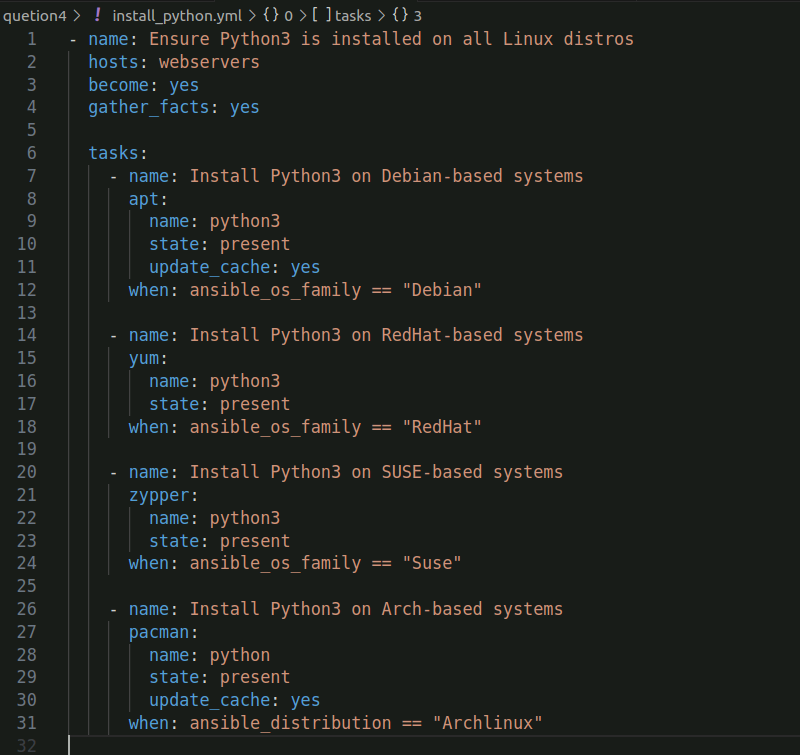 quetion4 > ! install_python.yml > {} 0 > [ ] tasks > {} 3
1 - name: Ensure Python3 is installed on all Linux distros
2   hosts: webservers
3   become: yes
4   gather_facts: yes
5
6   tasks:
7     - name: Install Python3 on Debian-based systems
8       apt:
9         name: python3
10         state: present
11         update_cache: yes
12       when: ansible_os_family == "Debian"
13
14     - name: Install Python3 on RedHat-based systems
15       yum:
16         name: python3
17         state: present
18       when: ansible_os_family == "RedHat"
19
20     - name: Install Python3 on SUSE-based systems
21       zypper:
22         name: python3
23         state: present
24       when: ansible_os_family == "Suse"
25
26     - name: Install Python3 on Arch-based systems
27       pacman:
28         name: python
29         state: present
30         update_cache: yes
31       when: ansible_distribution == "Archlinux"
32